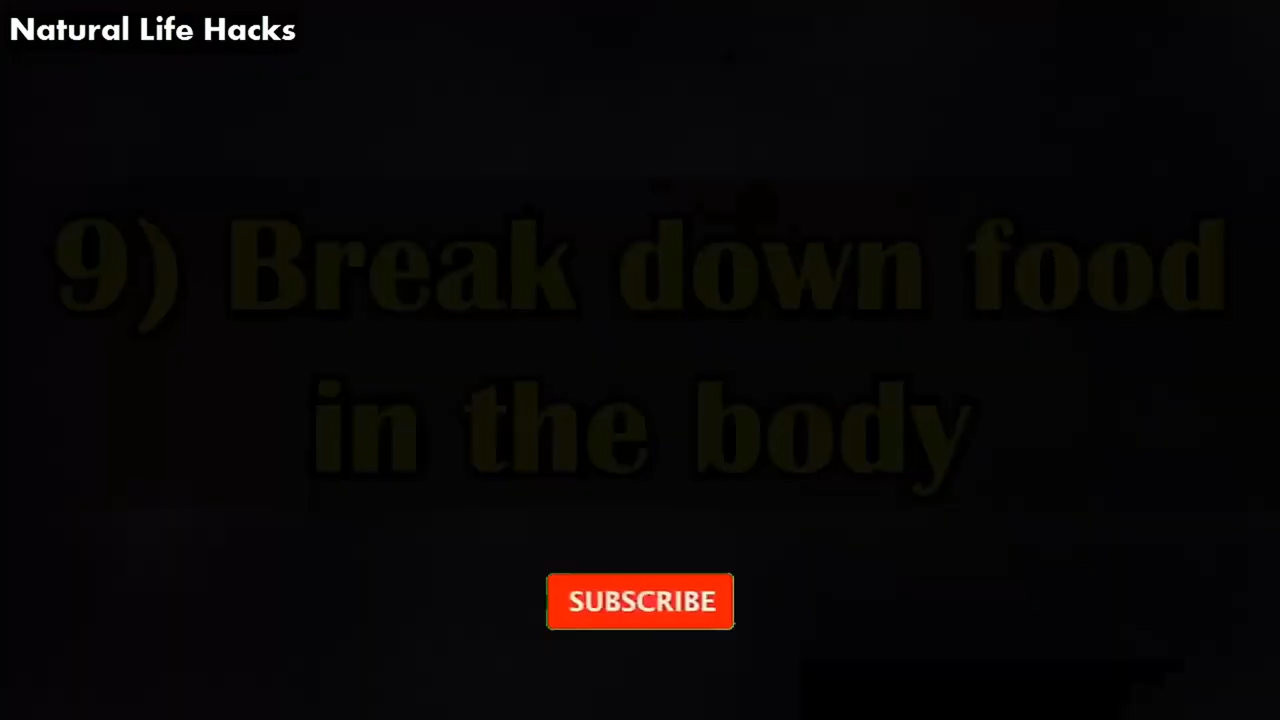 Natural Life Hacks
9) Break down food
in the body
SUBSCRIBE